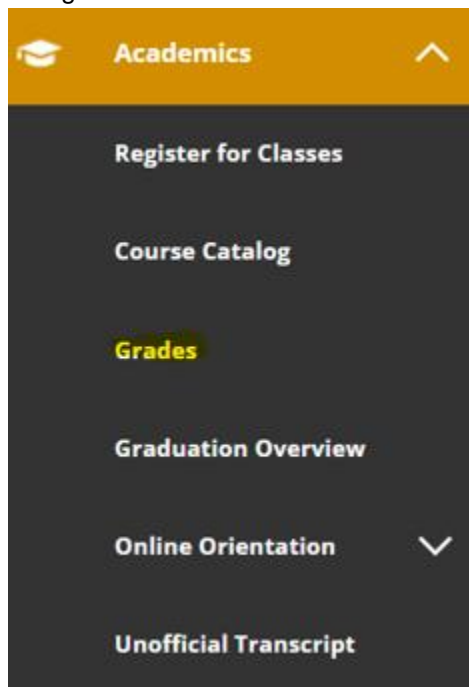 Academics
Register for Classes
Course Catalog
Grades
Graduation Overview
Online Orientation
Unofficial Transcript